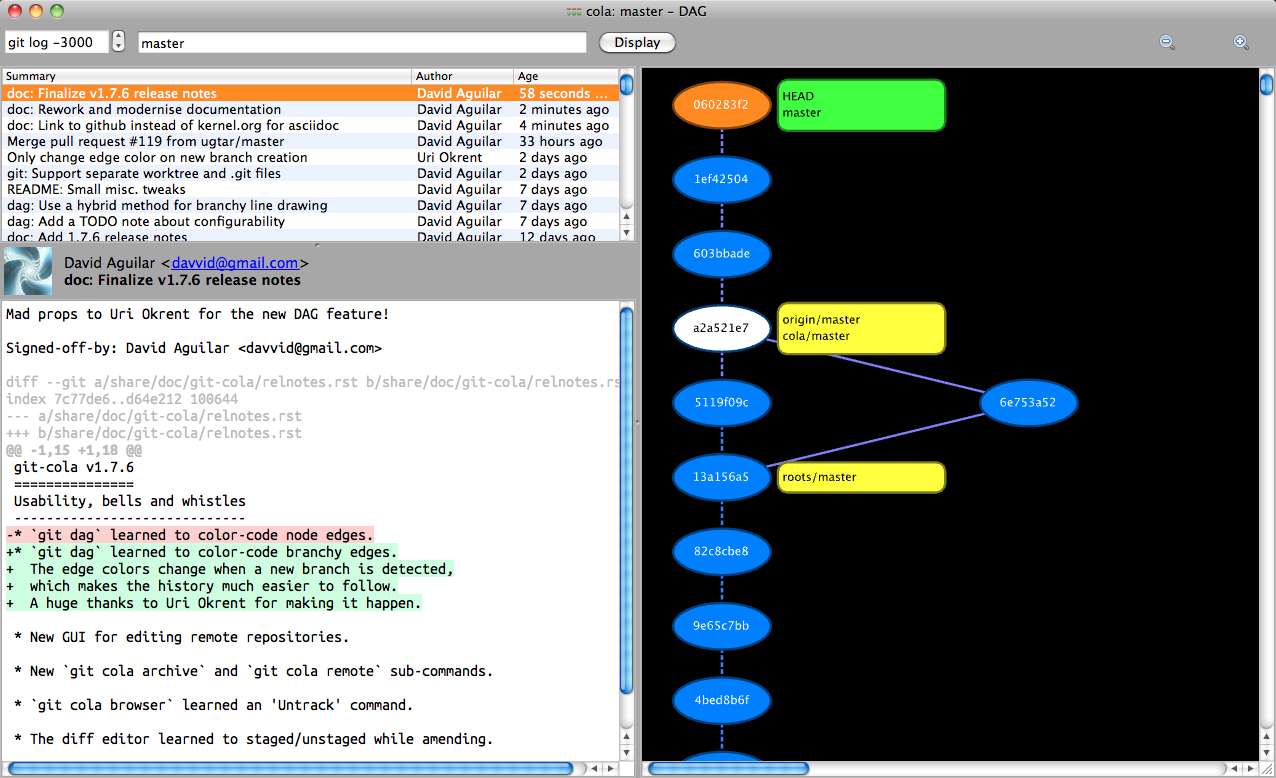 cola: master – DAG
git log -3000
master
Display
Summary Author Age
doc: Finalize v1.7.6 release notes David Aguilar 58 seconds ...
doc: Rework and modernise documentation David Aguilar 2 minutes ago
doc: Link to github instead of kernel.org for asciidoc David Aguilar 4 minutes ago
Merge pull request #119 from ugtar/master David Aguilar 33 hours ago
Only change edge color on new branch creation Uri Okrent 2 days ago
git: Support separate worktree and .git files David Aguilar 2 days ago
README: Small misc. tweaks David Aguilar 7 days ago
dag: Use a hybrid method for branchy line drawing David Aguilar 7 days ago
dag: Add a TODO note about configurability David Aguilar 7 days ago
doc: Add 1.7.6 release notes David Aguilar 12 days ago
David Aguilar <davvid@gmail.com>
doc: Finalize v1.7.6 release notes
Mad props to Uri Okrent for the new DAG feature!
Signed-off-by: David Aguilar <davvid@gmail.com>
diff --git a/share/doc/git-cola/relnotes.rst b/share/doc/git-cola/relnotes.rs
index 7c77de6..d64e212 100644
--- a/share/doc/git-cola/relnotes.rst
+++ b/share/doc/git-cola/relnotes.rst
@@ -1,15 +1,18 @@
git-cola v1.7.6
===============
Usability, bells and whistles
-----------------------------
-* `git dag` learned to color-code node edges.
+* `git dag` learned to color-code branchy edges.
+  The edge colors change when a new branch is detected,
+  which makes the history much easier to follow.
+  A huge thanks to Uri Okrent for making it happen.
* New GUI for editing remote repositories.
* New `git cola archive` and `git cola remote` sub-commands.
* `git cola browser` learned an 'Untrack' command.
* The diff editor learned to staged/unstaged while amending.
060283f2
HEAD
master
1ef42504
603bbade
a2a521e7
origin/master
cola/master
5119f09c
6e753a52
13a156a5
roots/master
82c8cbe8
9e65c7bb
4bed8b6f